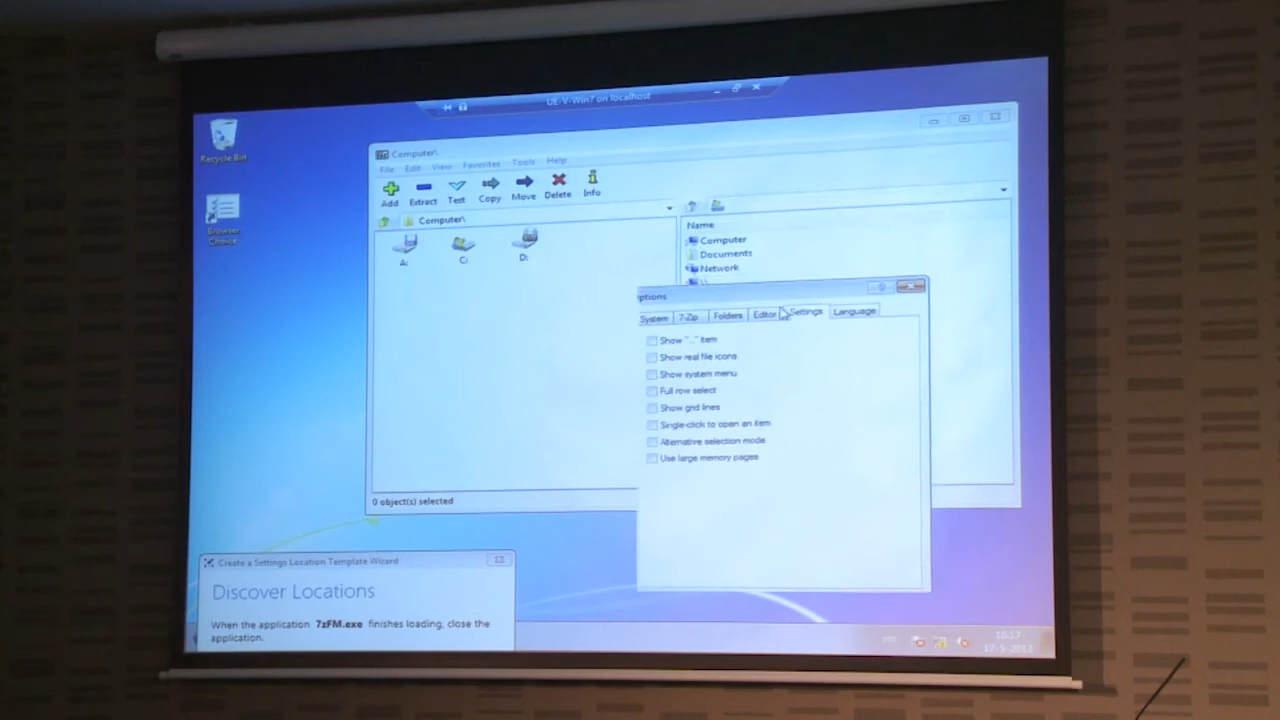 UE-V-Win7 on localhost
Recycle Bin
Browser
Choice
Computer\
File Edit View Favorites Tools Help
Add Extract Test Copy Move Delete Info
Computer\
A: C: D:
Name
Computer
Documents
Network
\\
ptions
System 7-Zip Folders Editor Settings Language
Show ".." item
Show real file icons
Show system menu
Full row select
Show grid lines
Single-click to open an item
Alternative selection mode
Use large memory pages
0 object(s) selected
Create a Settings Location Template Wizard
Discover Locations
When the application 7zFM.exe finishes loading, close the
application.
16:17